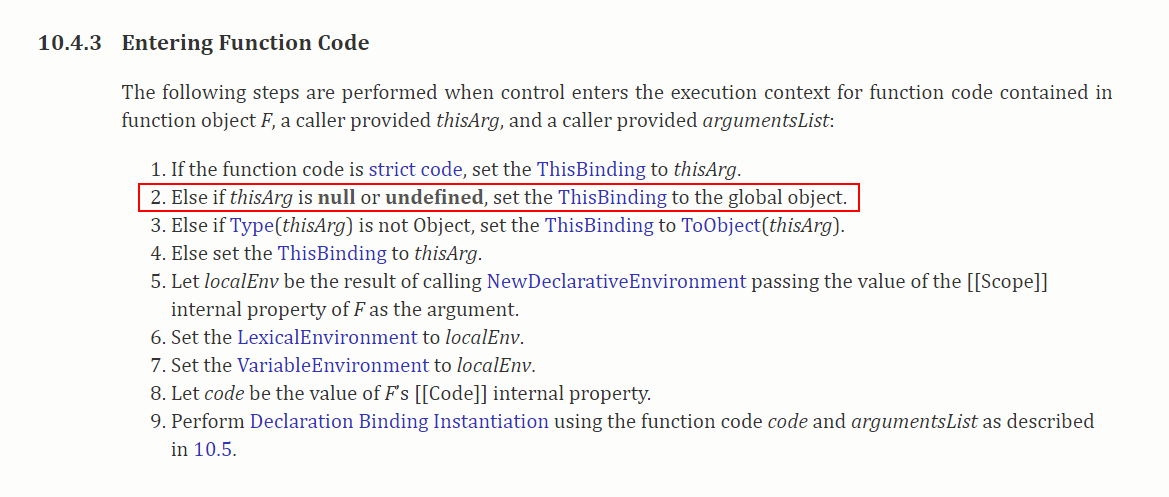 10.4.3 Entering Function Code
The following steps are performed when control enters the execution context for function code contained in
function object F, a caller provided thisArg, and a caller provided argumentsList:
1. If the function code is strict code, set the ThisBinding to thisArg.
2. Else if thisArg is null or undefined, set the ThisBinding to the global object.
3. Else if Type(thisArg) is not Object, set the ThisBinding to ToObject(thisArg).
4. Else set the ThisBinding to thisArg.
5. Let localEnv be the result of calling NewDeclarativeEnvironment passing the value of the [[Scope]]
internal property of F as the argument.
6. Set the LexicalEnvironment to localEnv.
7. Set the VariableEnvironment to localEnv.
8. Let code be the value of F's [[Code]] internal property.
9. Perform Declaration Binding Instantiation using the function code code and argumentsList as described
in 10.5.